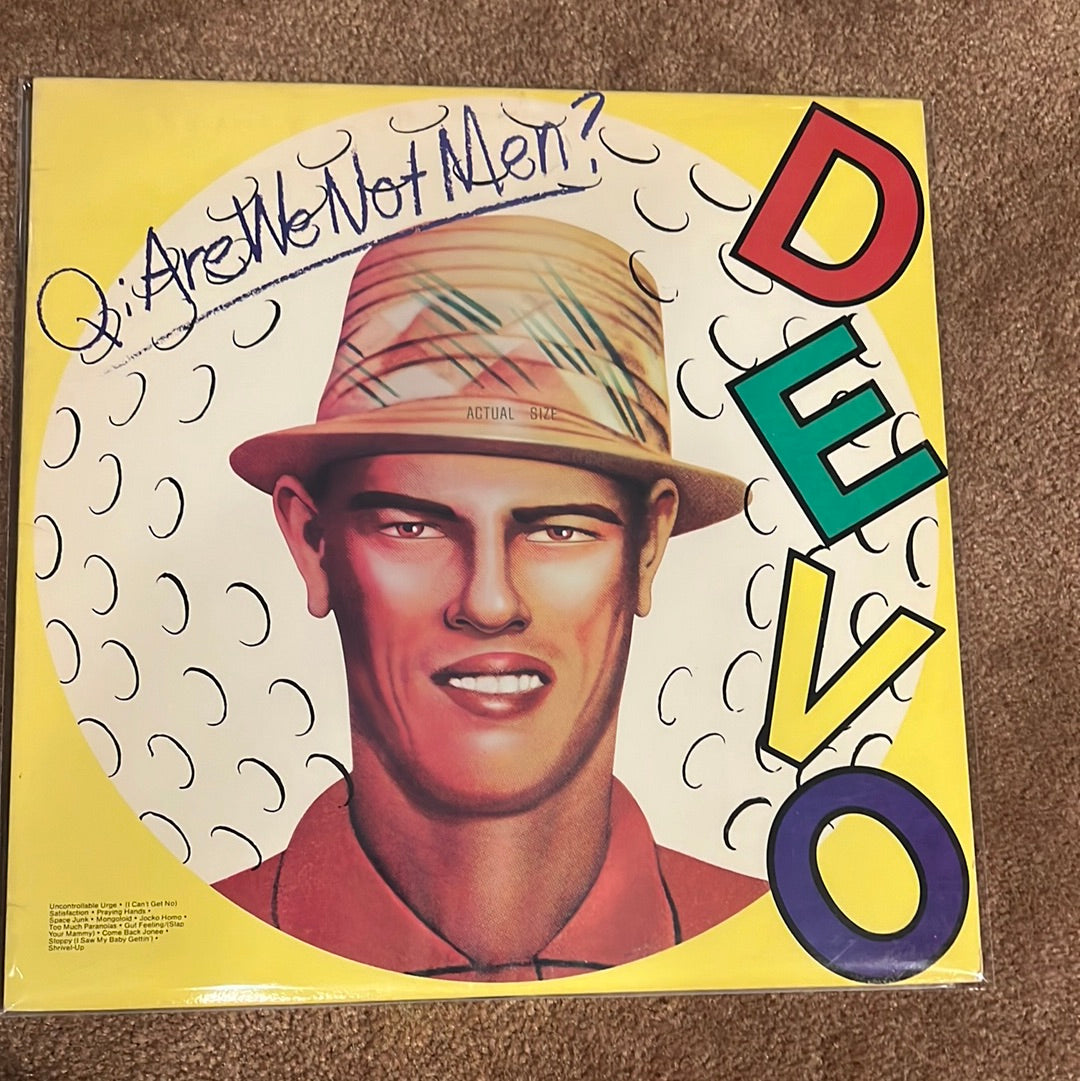 Q: Are We Not Men?
DEVO
ACTUAL SIZE
Uncontrollable Urge • (I Can't Get No)
Satisfaction • Praying Hands •
Space Junk • Mongoloid • Jocko Homo •
Too Much Paranoias • Gut Feeling/(Slap
Your Mammy) • Come Back Jonee •
Sloppy (I Saw My Baby Gettin') •
Shrivel-Up